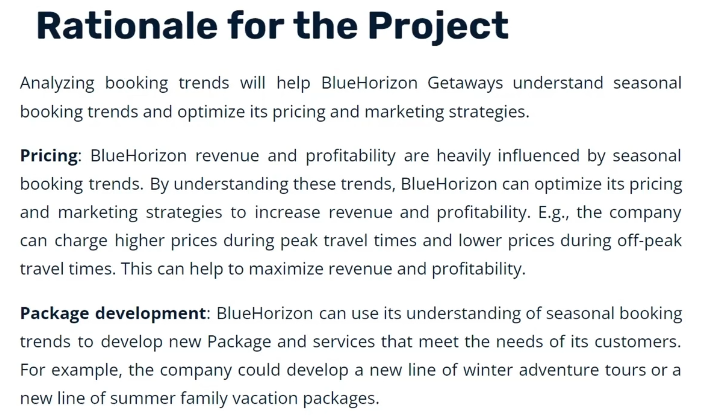 Rationale for the Project
Analyzing booking trends will help BlueHorizon Getaways understand seasonal
booking trends and optimize its pricing and marketing strategies.
Pricing: BlueHorizon revenue and profitability are heavily influenced by seasonal
booking trends. By understanding these trends, BlueHorizon can optimize its pricing
and marketing strategies to increase revenue and profitability. E.g., the company
can charge higher prices during peak travel times and lower prices during off-peak
travel times. This can help to maximize revenue and profitability.
Package development: BlueHorizon can use its understanding of seasonal booking
trends to develop new Package and services that meet the needs of its customers.
For example, the company could develop a new line of winter adventure tours or a
new line of summer family vacation packages.